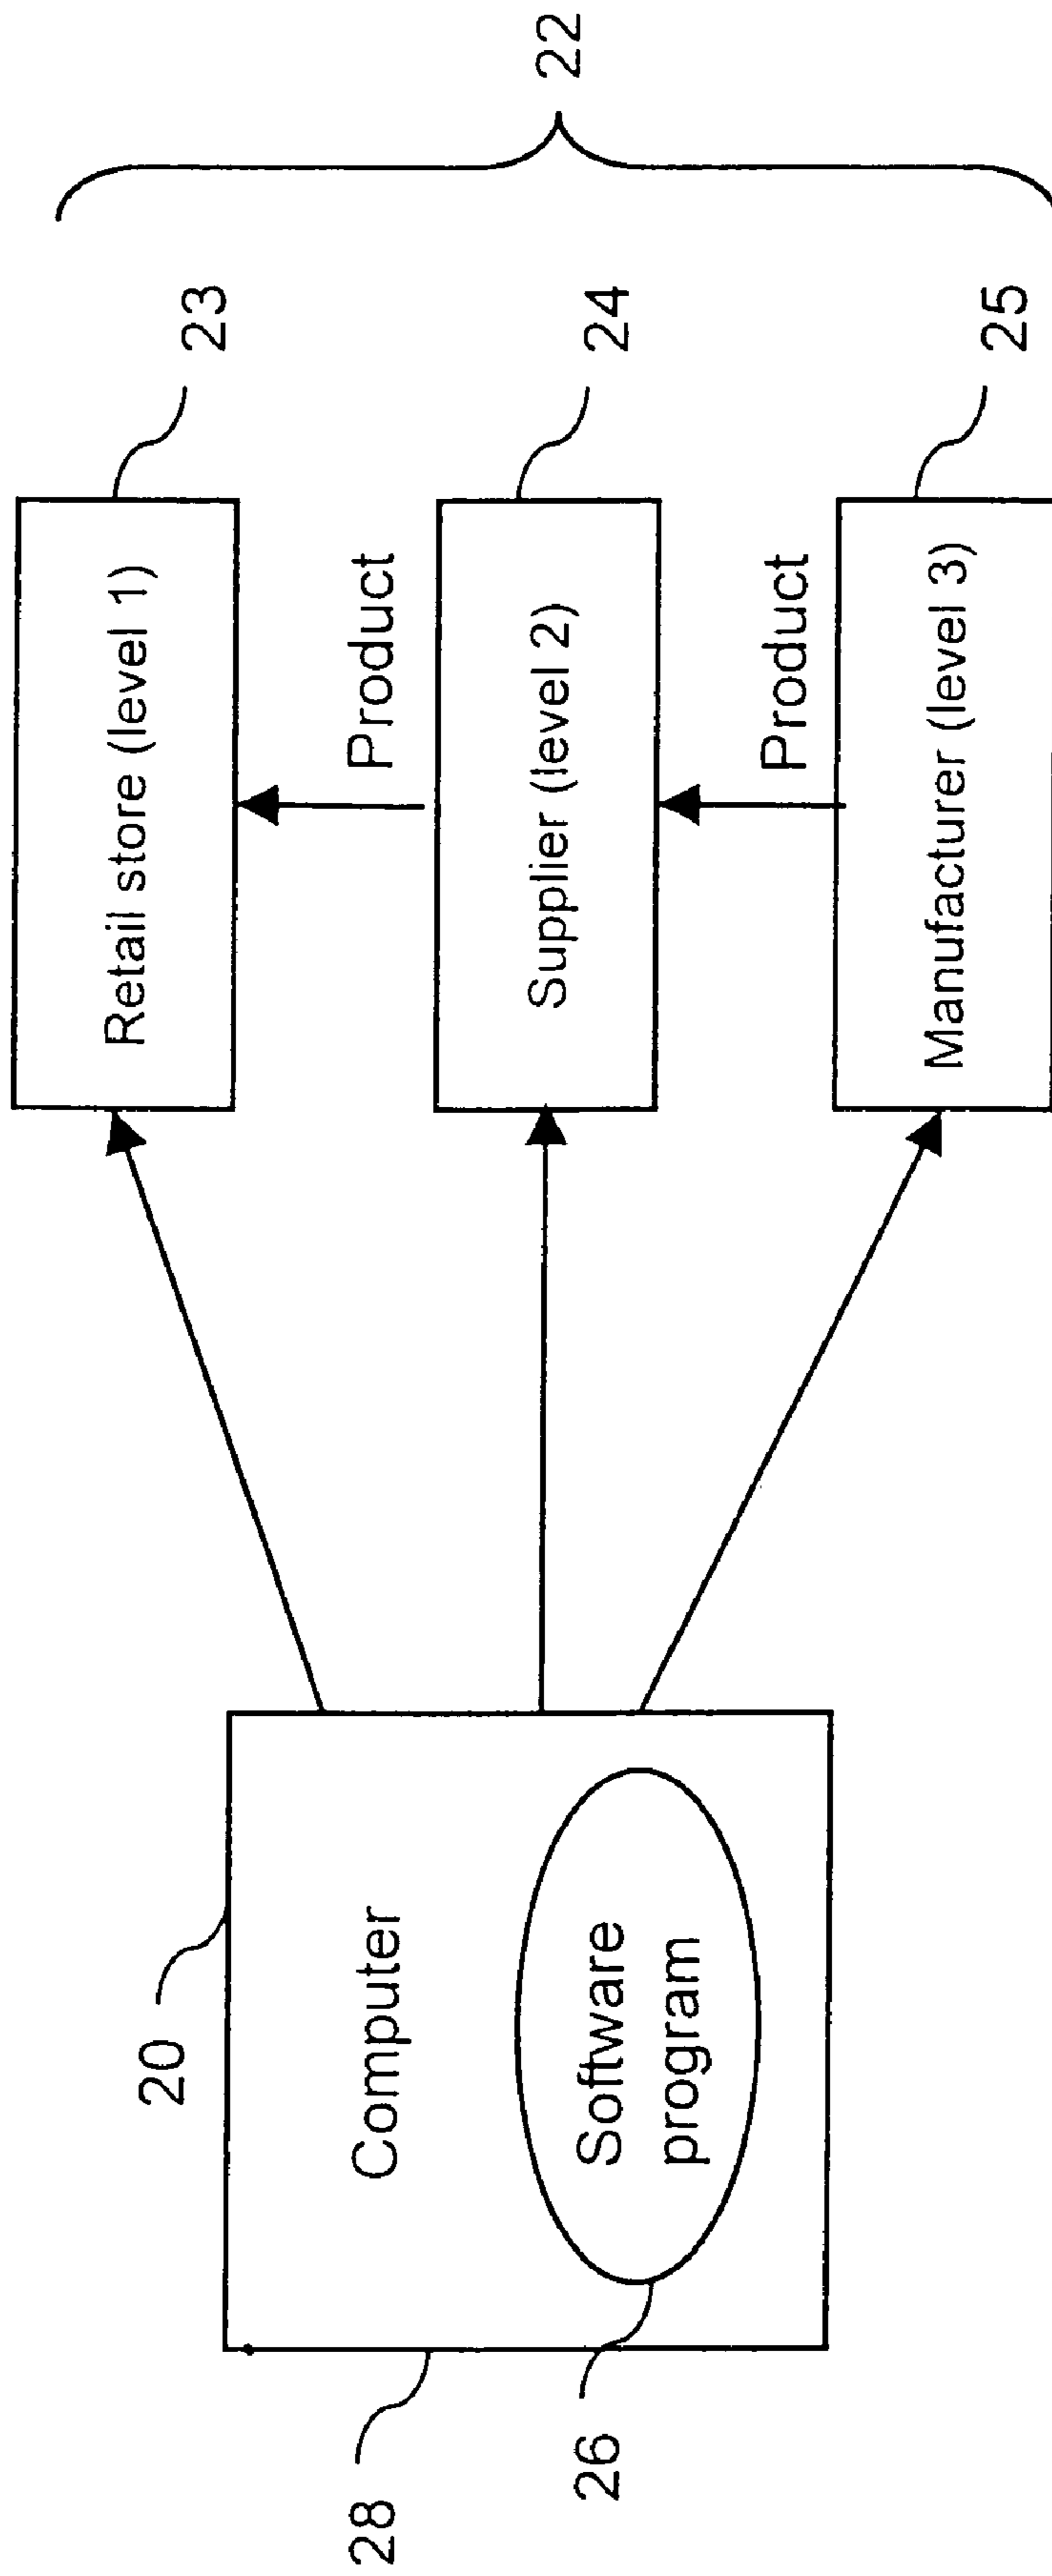 20
28
Computer
26
Software
program
Retail store (level 1)
23
Product
Supplier (level 2)
24
Product
Manufacturer (level 3)
25
22